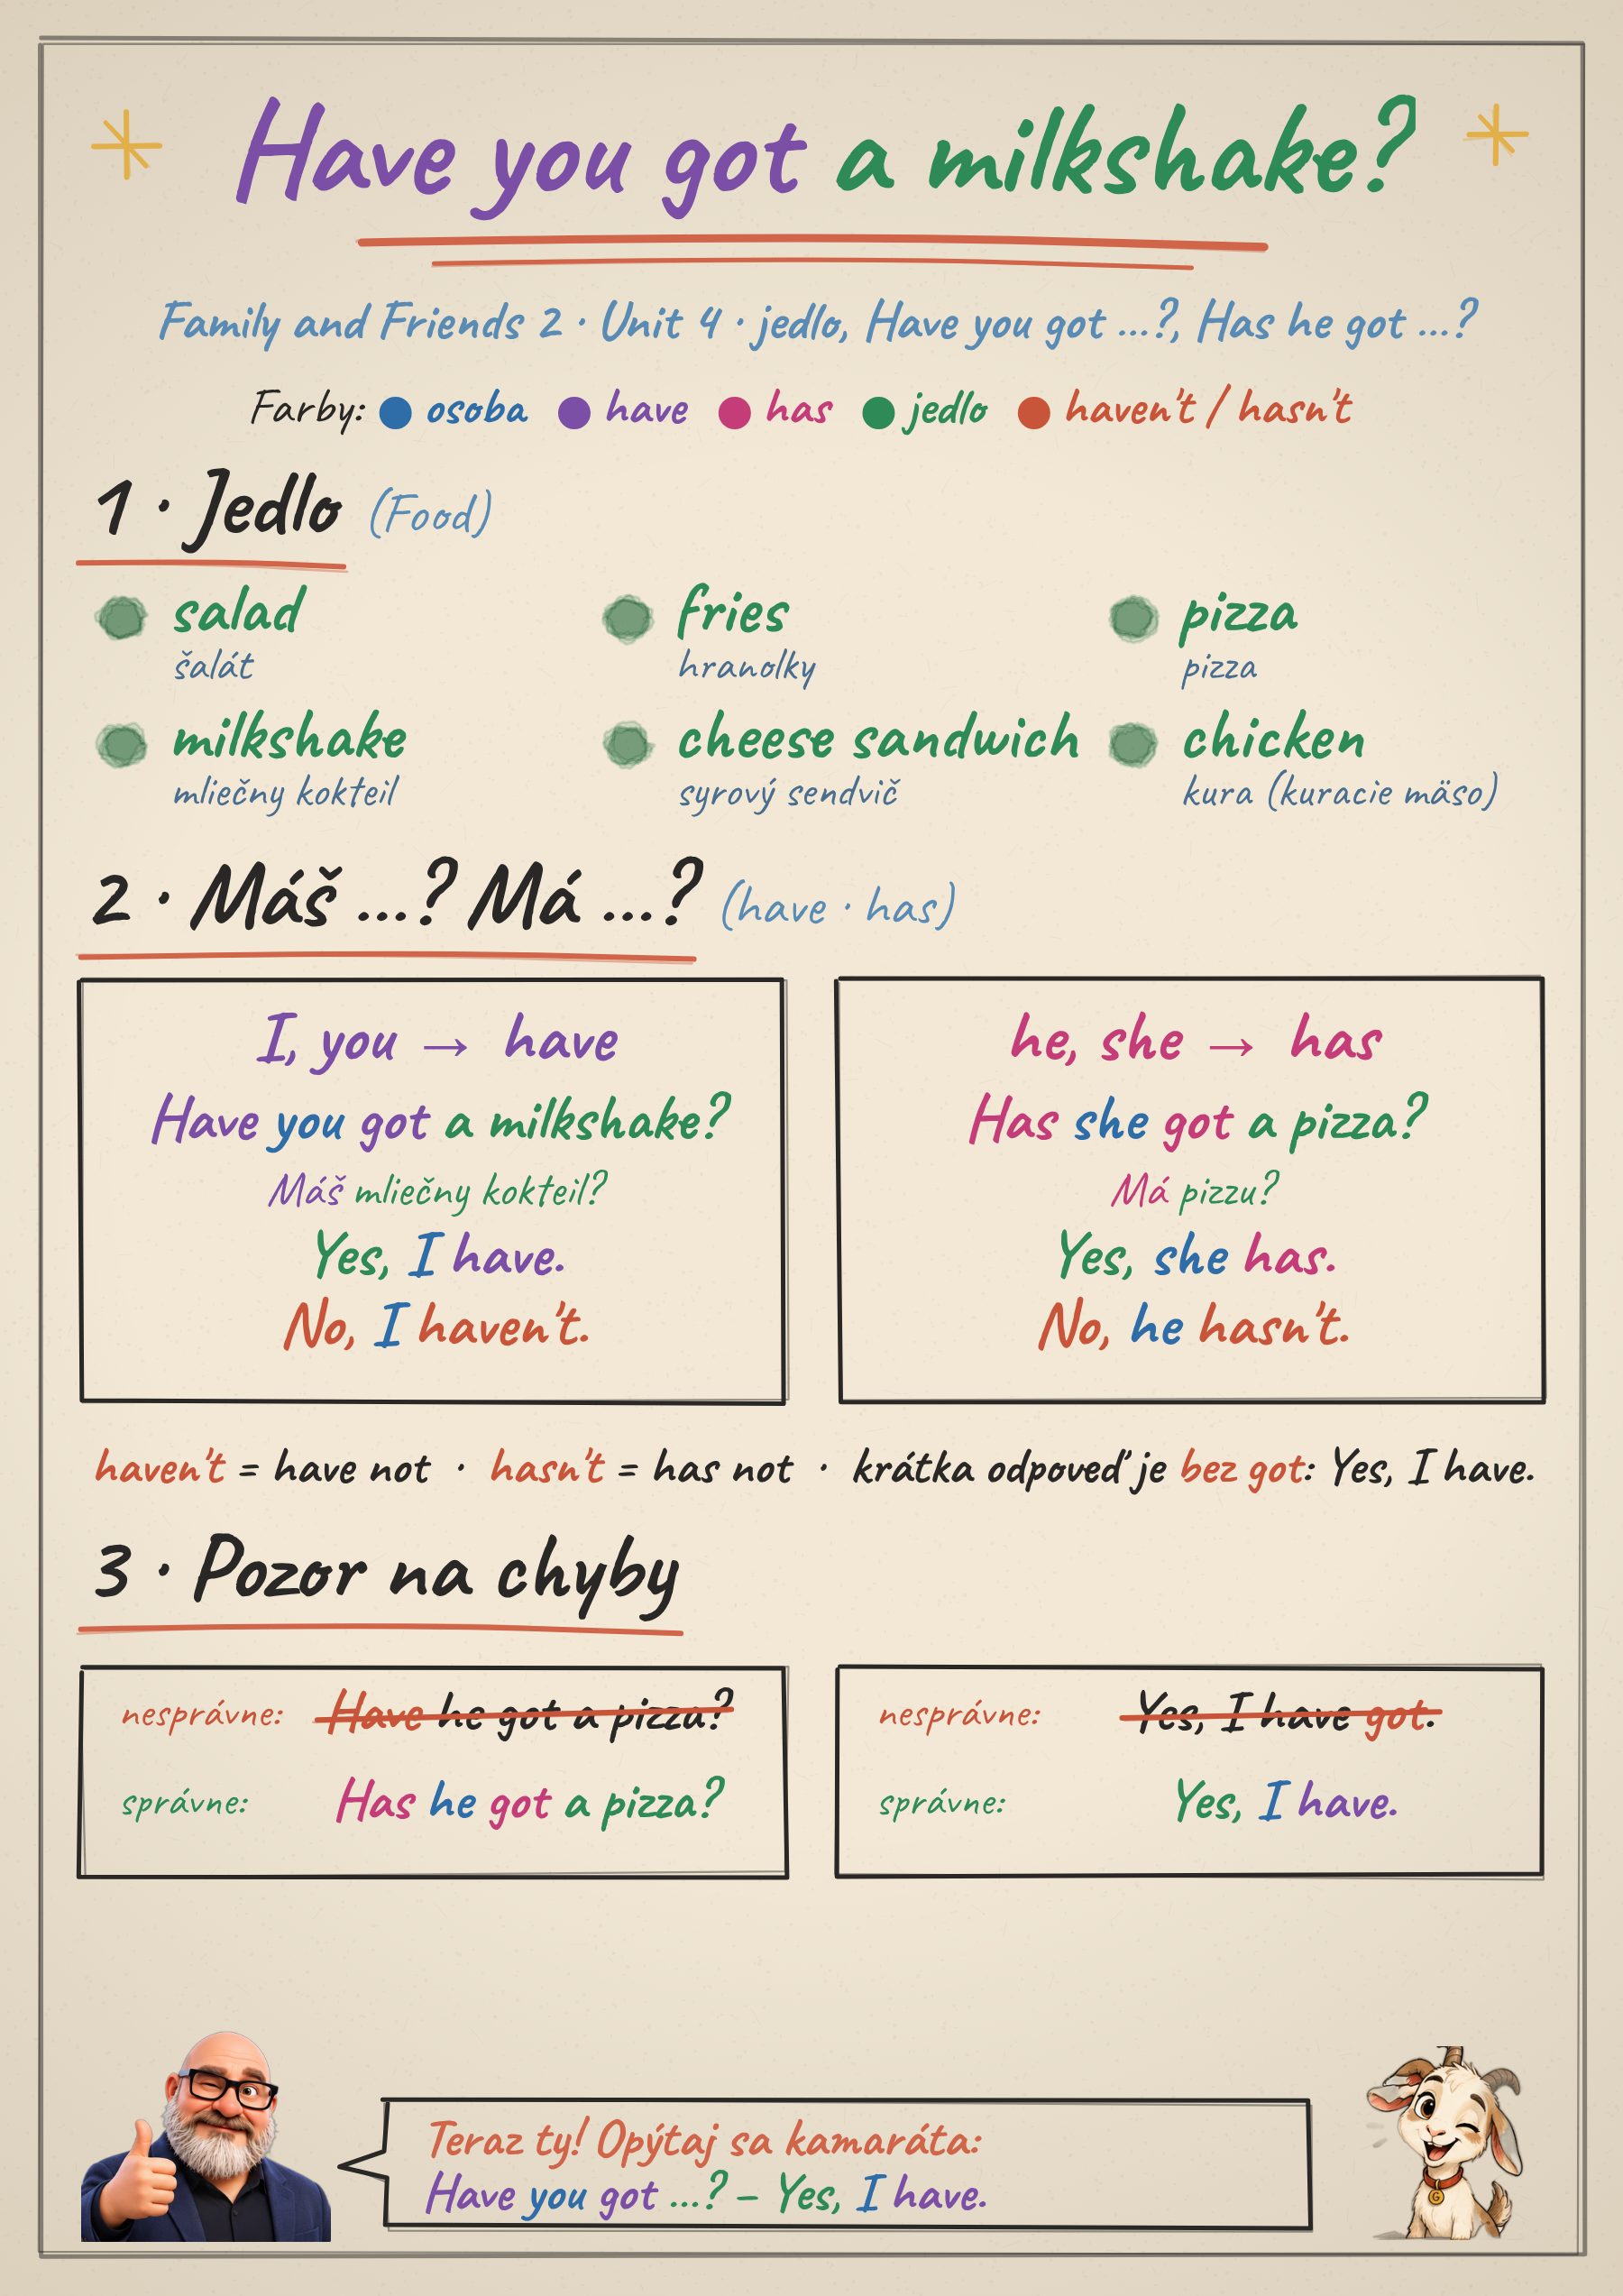 Have you got a milkshake?
Family and Friends 2 · Unit 4 · jedlo, Have you got ...?, Has he got ...?
Farby: osoba have has jedlo haven't / hasn't
1 · Jedlo (Food)
salad fries pizza
šalát hranolky pizza
milkshake cheese sandwich chicken
mliečny kokteil syrový sendvič kura (kuracie mäso)
2 · Máš ...? Má ...? (have · has)
I, you → have
Have you got a milkshake?
Máš mliečny kokteil?
Yes, I have.
No, I haven't.
he, she → has
Has she got a pizza?
Má pizzu?
Yes, she has.
No, he hasn't.
haven't = have not · hasn't = has not · krátka odpoveď je bez got: Yes, I have.
3 · Pozor na chyby
nesprávne: Have he got a pizza?
správne: Has he got a pizza?
nesprávne: Yes, I have got.
správne: Yes, I have.
Teraz ty! Opýtaj sa kamaráta:
Have you got ...? – Yes, I have.
G